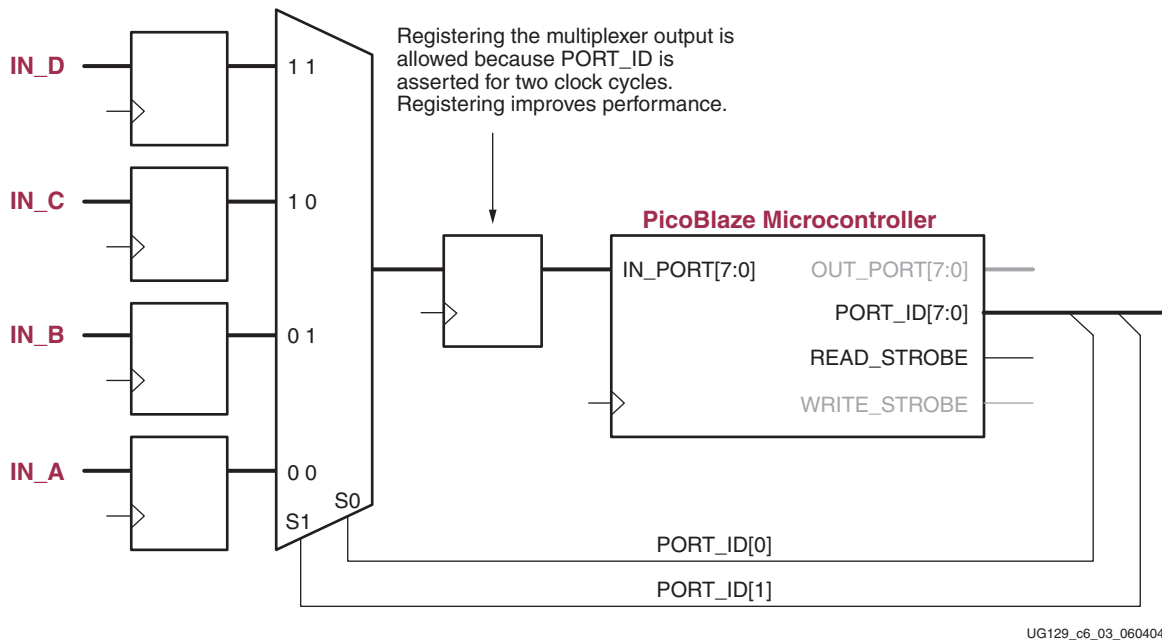 Registering the multiplexer output is
allowed because PORT_ID is
asserted for two clock cycles.
Registering improves performance.
IN_D
1 1
IN_C
1 0
PicoBlaze Microcontroller
IN_PORT[7:0]
OUT_PORT[7:0]
PORT_ID[7:0]
IN_B
0 1
READ_STROBE
WRITE_STROBE
IN_A
0 0
S0
S1
PORT_ID[0]
PORT_ID[1]
UG129_c6_03_060404